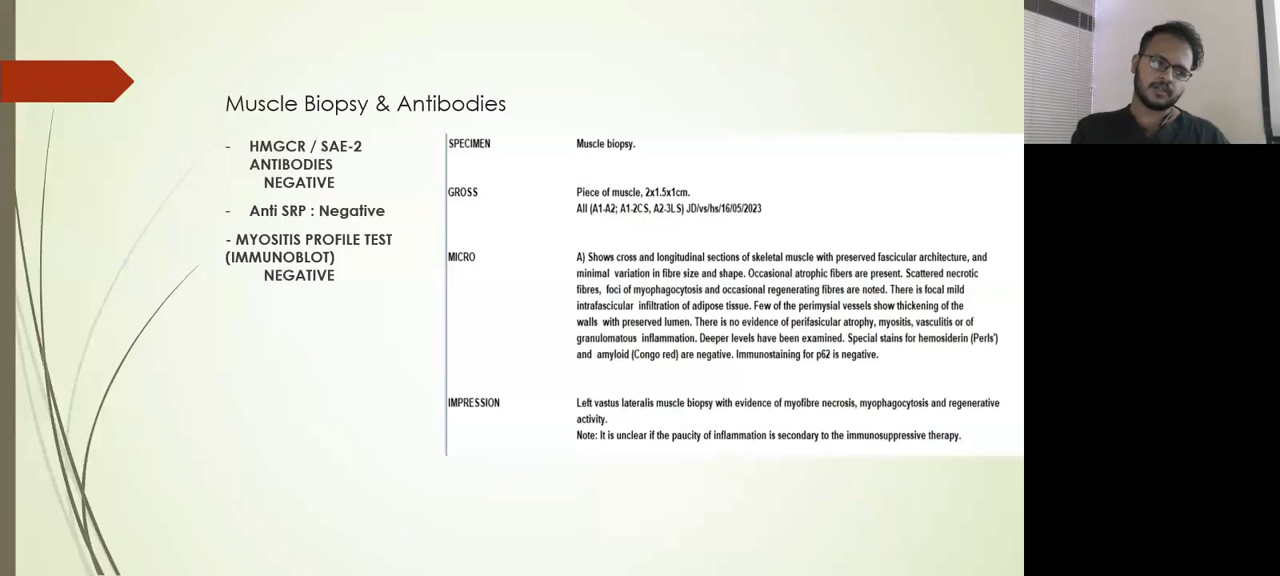 Muscle Biopsy & Antibodies
- HMGCR / SAE-2
ANTIBODIES
NEGATIVE
- Anti SRP : Negative
- MYOSITIS PROFILE TEST
(IMMUNOBLOT)
NEGATIVE
SPECIMEN Muscle biopsy.
GROSS Piece of muscle, 2x1.5x1cm.
All (A1-A2; A1-2CS, A2-3LS) JD/vs/hs/16/05/2023
MICRO A) Shows cross and longitudinal sections of skeletal muscle with preserved fascicular architecture, and
minimal variation in fibre size and shape. Occasional atrophic fibers are present. Scattered necrotic
fibres, foci of myophagocytosis and occasional regenerating fibres are noted. There is focal mild
intrafascicular infiltration of adipose tissue. Few of the perimysial vessels show thickening of the
walls with preserved lumen. There is no evidence of perifasicular atrophy, myositis, vasculitis or of
granulomatous inflammation. Deeper levels have been examined. Special stains for hemosiderin (Perls')
and amyloid (Congo red) are negative. Immunostaining for p62 is negative.
IMPRESSION Left vastus lateralis muscle biopsy with evidence of myofibre necrosis, myophagocytosis and regenerative
activity.
Note: It is unclear if the paucity of inflammation is secondary to the immunosuppressive therapy.